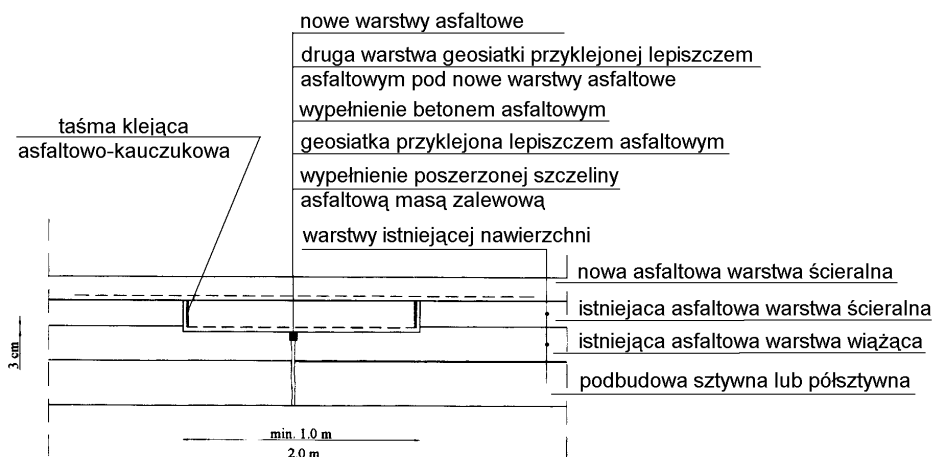 nowe warstwy asfaltowe
druga warstwa geosiatki przyklejonej lepiszczem
asfaltowym pod nowe warstwy asfaltowe
wypełnienie betonem asfaltowym
taśma klejąca
asfaltowo-kauczukowa
geosiatka przyklejona lepiszczem asfaltowym
wypełnienie poszerzonej szczeliny
asfaltową masą zalewową
warstwy istniejącej nawierzchni
nowa asfaltowa warstwa ścieralna
istniejaca asfaltowa warstwa ścieralna
istniejąca asfaltowa warstwa wiążąca
podbudowa sztywna lub półsztywna
3 cm
min. 1.0 m
2.0 m